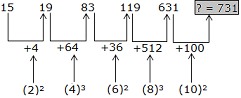 15 19 83 119 631 ? = 731
+4 +64 +36 +512 +100
(2)² (4)³ (6)² (8)³ (10)²